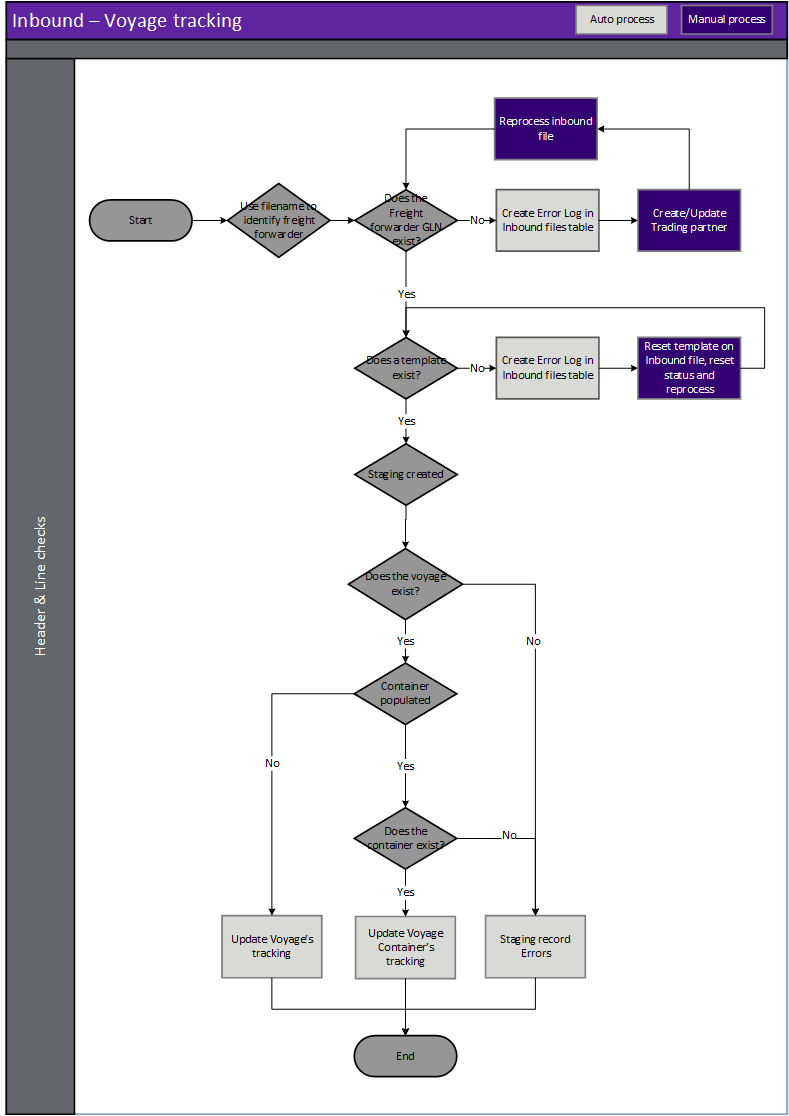 Inbound – Voyage tracking
Auto process
Manual process
Header & Line checks
Reprocess inbound
file
Start
Use filename to
identify freight
forwarder
Does the
Freight
forwarder GLN
exist?
No
Create Error Log in
Inbound files table
Create/Update
Trading partner
Yes
Does a template
exist?
No
Create Error Log in
Inbound files table
Reset template on
Inbound file, reset
status and
reprocess
Yes
Staging created
Does the voyage
exist?
No
Yes
Container
populated
No
Yes
Does the
container exist?
No
Yes
Update Voyage's
tracking
Update Voyage
Container's
tracking
Staging record
Errors
End